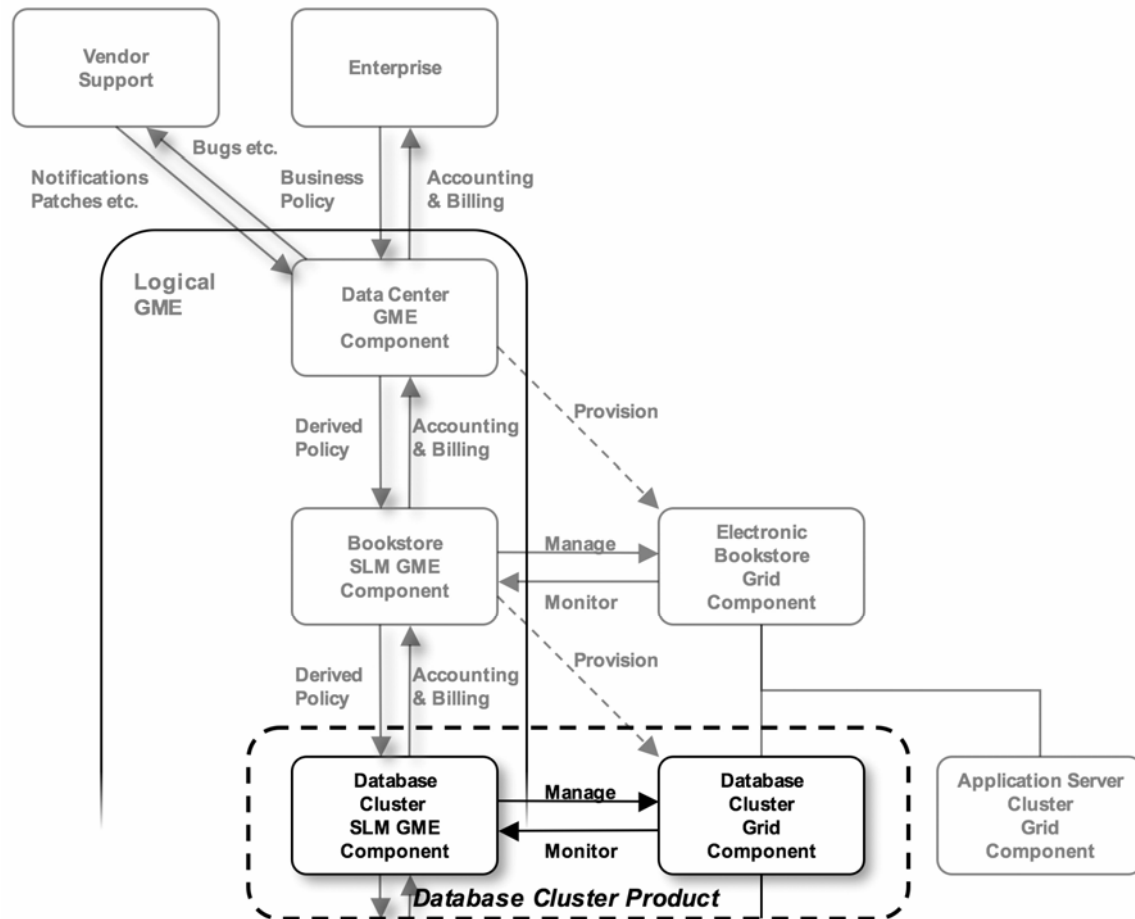 Vendor
Support
Enterprise
Bugs etc.
Notifications
Patches etc.
Business
Policy
Accounting
& Billing
Logical
GME
Data Center
GME
Component
Provision
Derived
Policy
Accounting
& Billing
Bookstore
SLM GME
Component
Manage
Monitor
Electronic
Bookstore
Grid
Component
Provision
Derived
Policy
Accounting
& Billing
Database
Cluster
SLM GME
Component
Manage
Monitor
Database
Cluster
Grid
Component
Application Server
Cluster
Grid
Component
Database Cluster Product